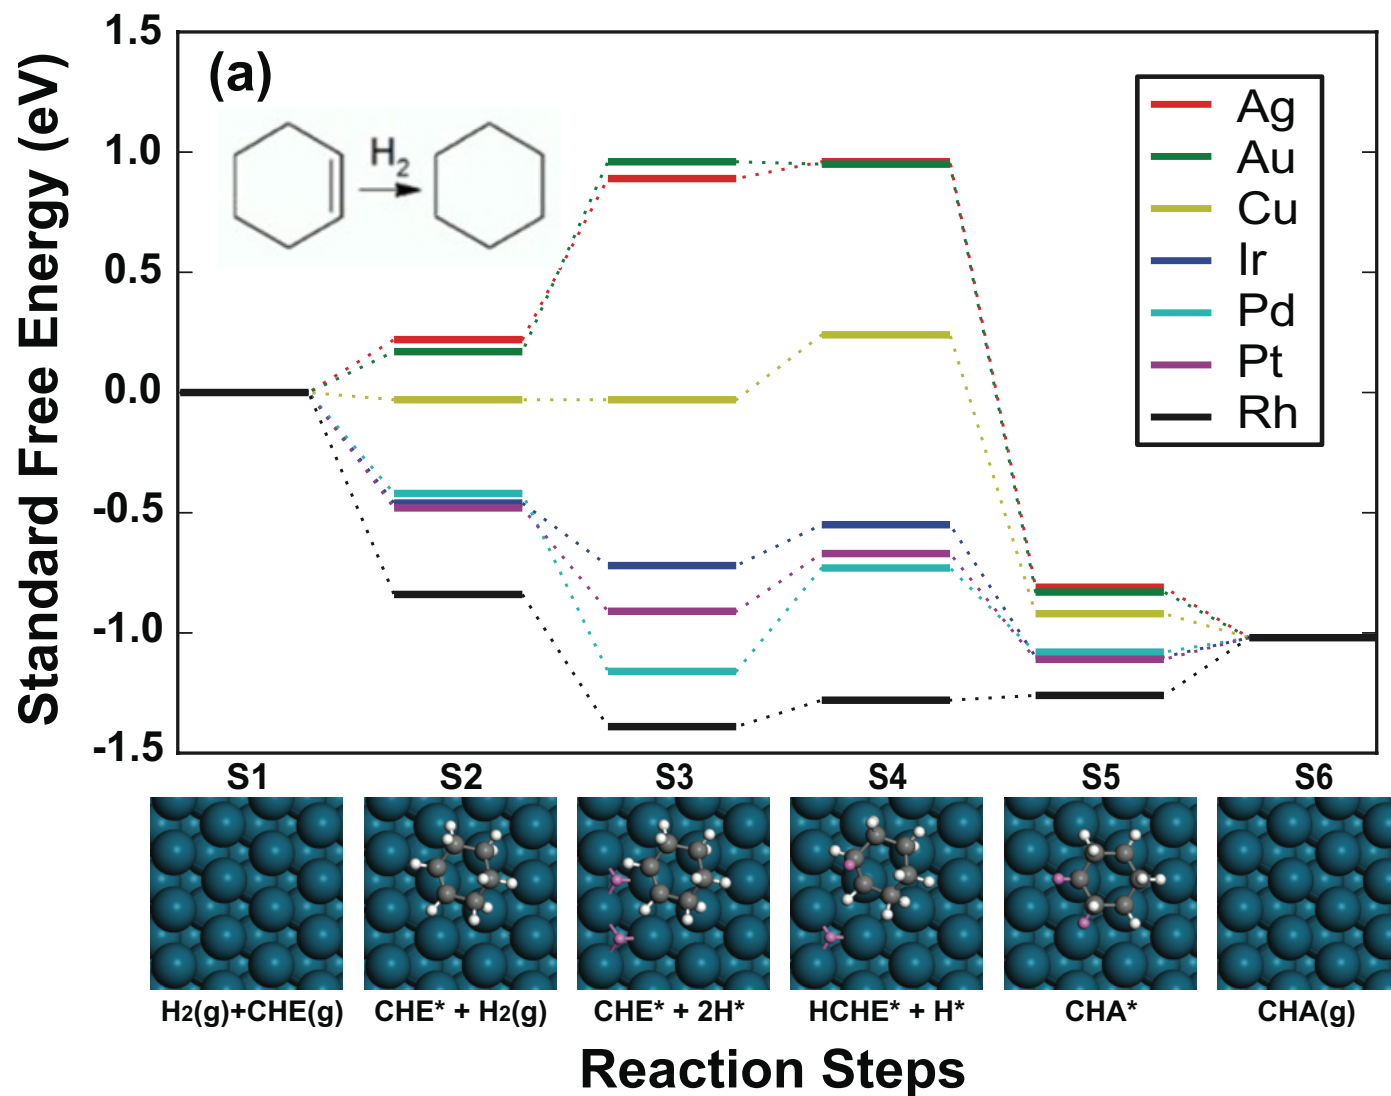 (a)
H2
Ag
Au
Cu
Ir
Pd
Pt
Rh
Standard Free Energy (eV)
1.5
1.0
0.5
0.0
-0.5
-1.0
-1.5
S1 S2 S3 S4 S5 S6
H2(g)+CHE(g) CHE* + H2(g) CHE* + 2H* HCHE* + H* CHA* CHA(g)
Reaction Steps